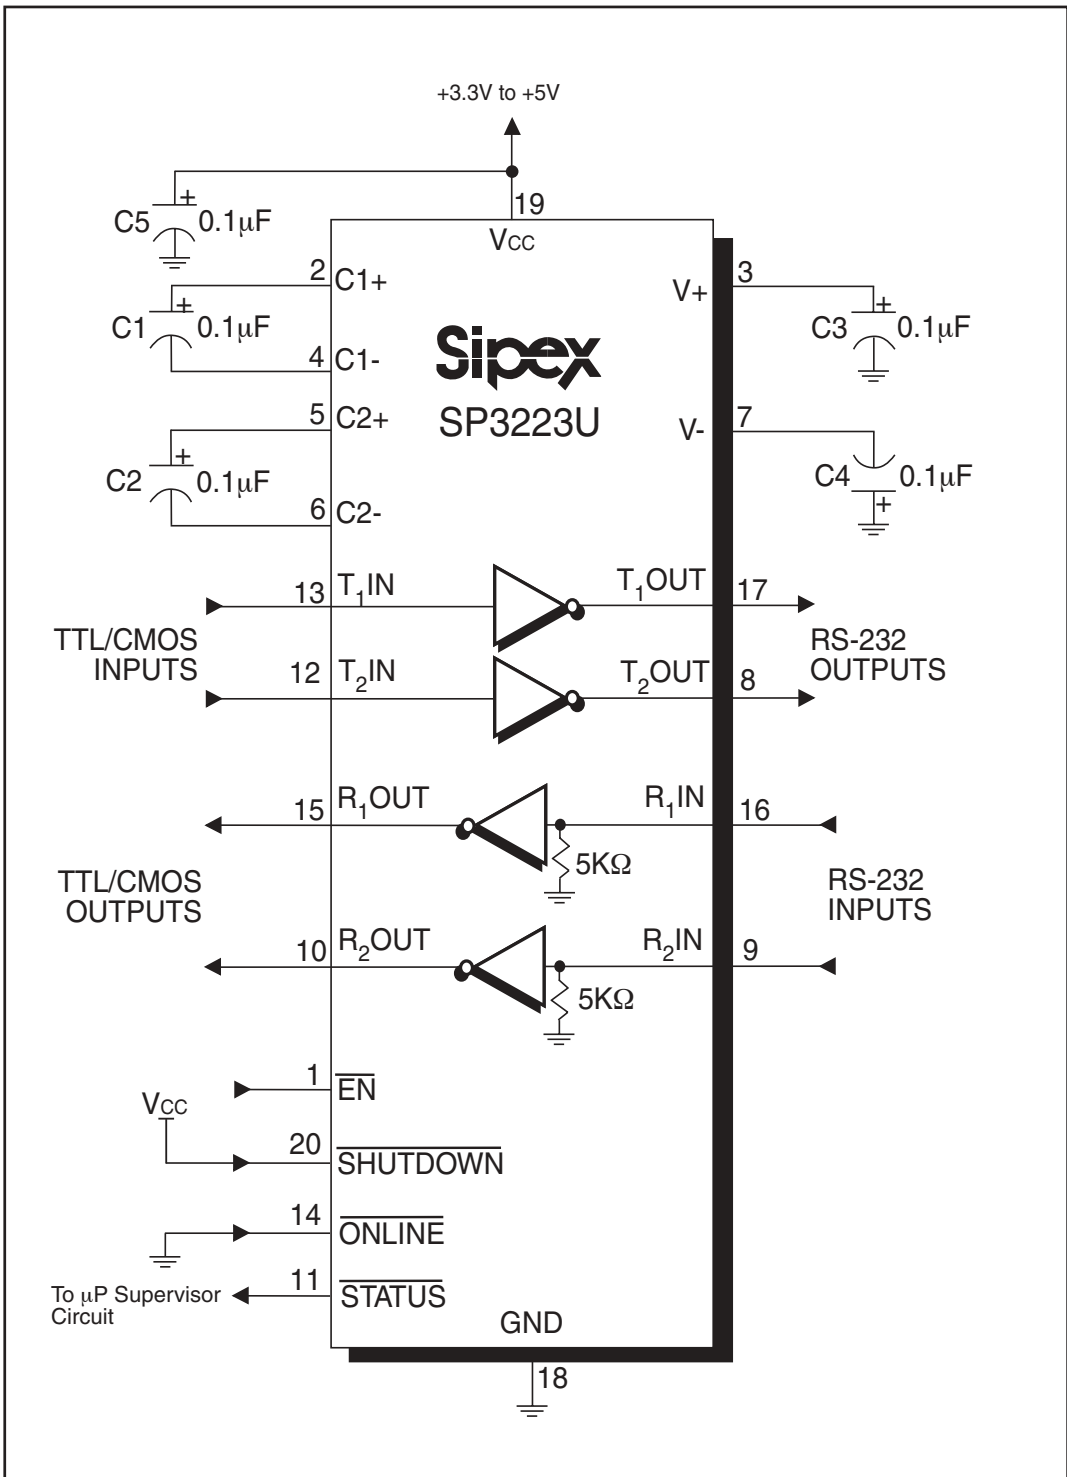 +3.3V to +5V
19
VCC
+
C5 0.1μF
2 C1+
+
C1 0.1μF
4 C1-
5 C2+
+
C2 0.1μF
6 C2-
V+ 3
+
C3 0.1μF
V- 7
C4 0.1μF
+
Sipex
SP3223U
13 T1IN
T1OUT 17
TTL/CMOS
INPUTS
12 T2IN
T2OUT 8
RS-232
OUTPUTS
15 R1OUT
R1IN 16
5KΩ
TTL/CMOS
OUTPUTS
RS-232
INPUTS
10 R2OUT
R2IN 9
5KΩ
1 EN
VCC
20 SHUTDOWN
14 ONLINE
11 STATUS
To μP Supervisor
Circuit
GND
18